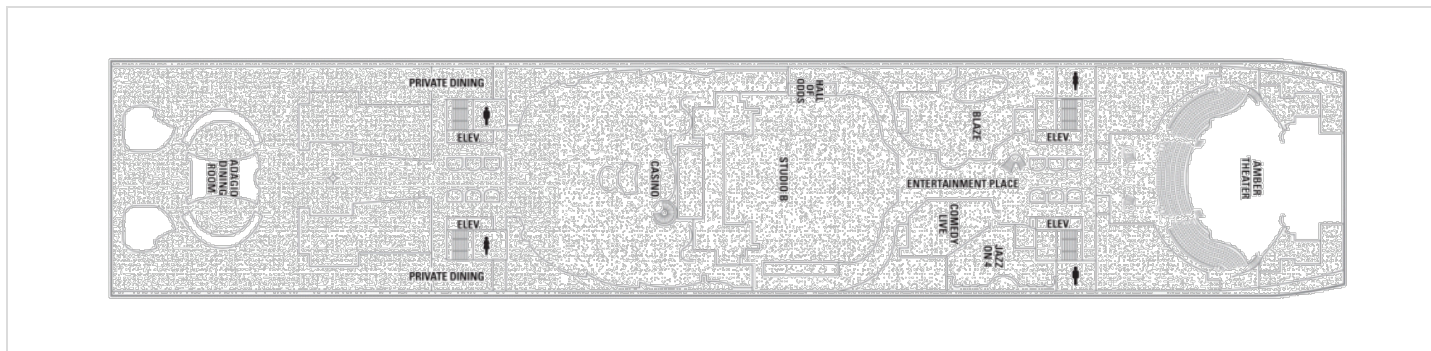 PRIVATE DINING
ELEV.
ADAGIO
DINING
ROOM
ELEV.
PRIVATE DINING
CASINO
STUDIO B
HALL
OF
ODDS
BLAZE
ENTERTAINMENT PLACE
COMEDY
LIVE
JAZZ
ON 4
ELEV.
ELEV.
AMBER
THEATER